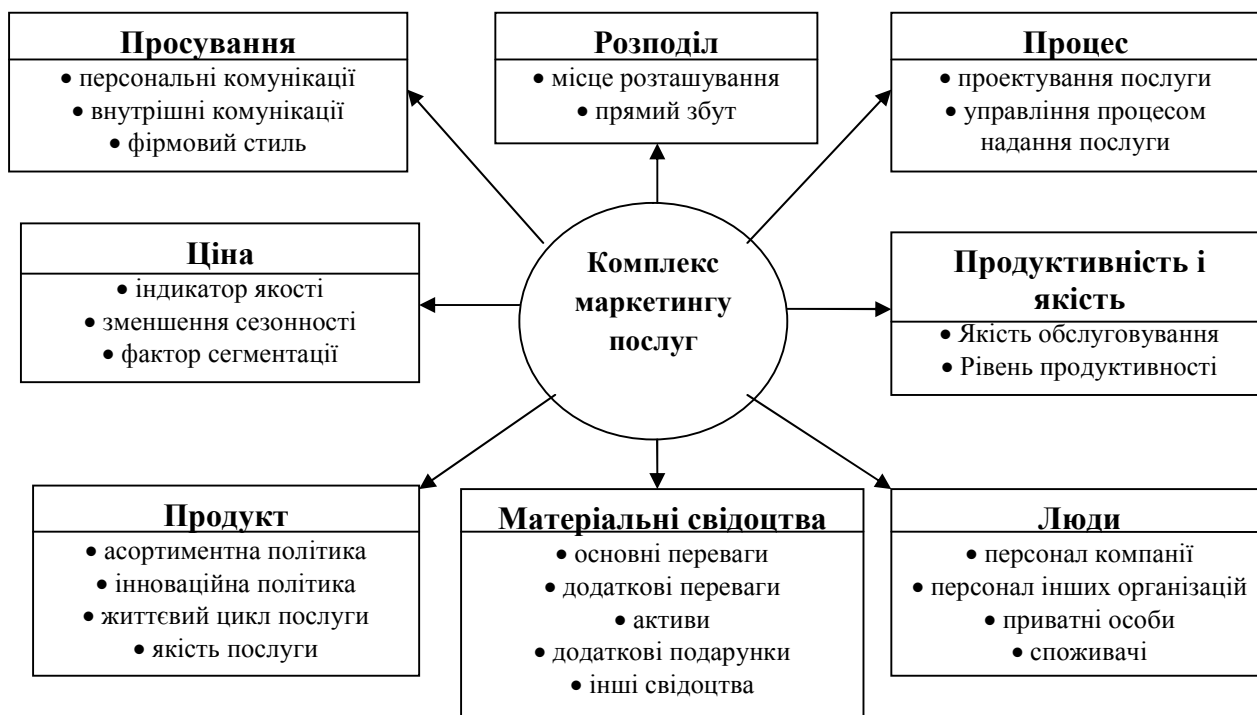 Просування
• персональні комунікації
• внутрішні комунікації
• фірмовий стиль
Розподіл
• місце розташування
• прямий збут
Процес
• проектування послуги
• управління процесом
надання послуги
Ціна
• індикатор якості
• зменшення сезонності
• фактор сегментації
Комплекс
маркетингу
послуг
Продуктивність і
якість
• Якість обслуговування
• Рівень продуктивності
Продукт
• асортиментна політика
• інноваційна політика
• життєвий цикл послуги
• якість послуги
Матеріальні свідоцтва
• основні переваги
• додаткові переваги
• активи
• додаткові подарунки
• інші свідоцтва
Люди
• персонал компанії
• персонал інших організацій
• приватні особи
• споживачі